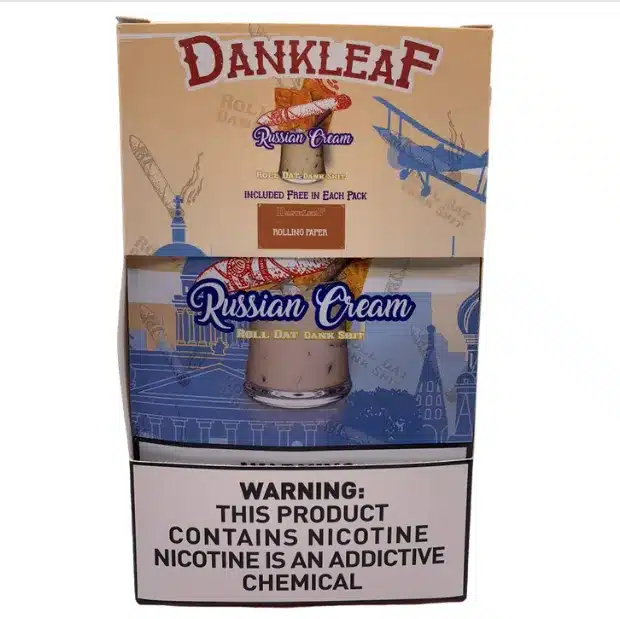 DANKLEAF
Russian Cream
ROLL DAT DANK SHIT
INCLUDED FREE IN EACH PACK
DANKLEAF
ROLLING PAPER
Russian Cream
ROLL DAT DANK SHIT
WARNING:
THIS PRODUCT
CONTAINS NICOTINE
NICOTINE IS AN ADDICTIVE
CHEMICAL